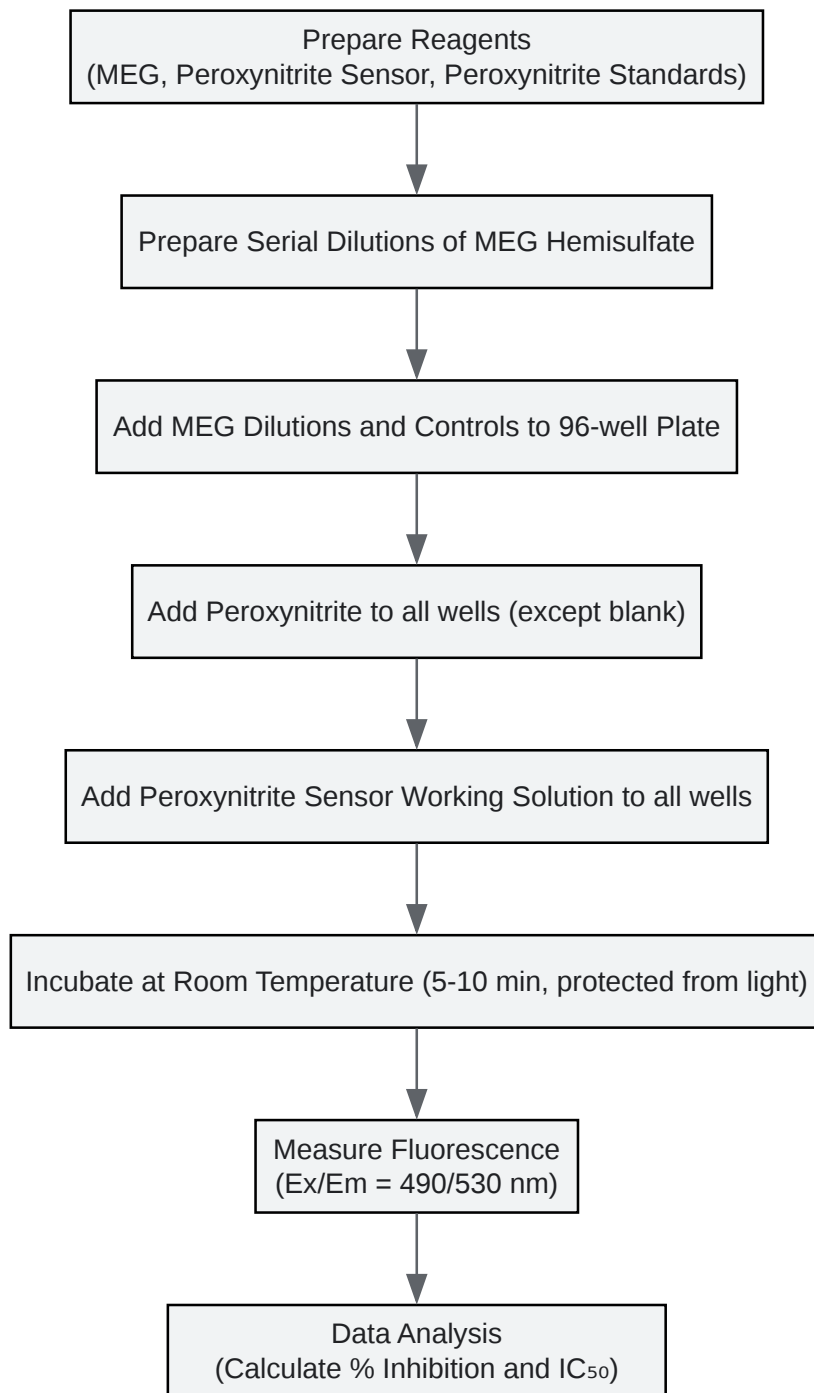 Prepare Reagents
(MEG, Peroxynitrite Sensor, Peroxynitrite Standards)
Prepare Serial Dilutions of MEG Hemisulfate
Add MEG Dilutions and Controls to 96-well Plate
Add Peroxynitrite to all wells (except blank)
Add Peroxynitrite Sensor Working Solution to all wells
Incubate at Room Temperature (5-10 min, protected from light)
Measure Fluorescence
(Ex/Em = 490/530 nm)
Data Analysis
(Calculate % Inhibition and IC₅₀)